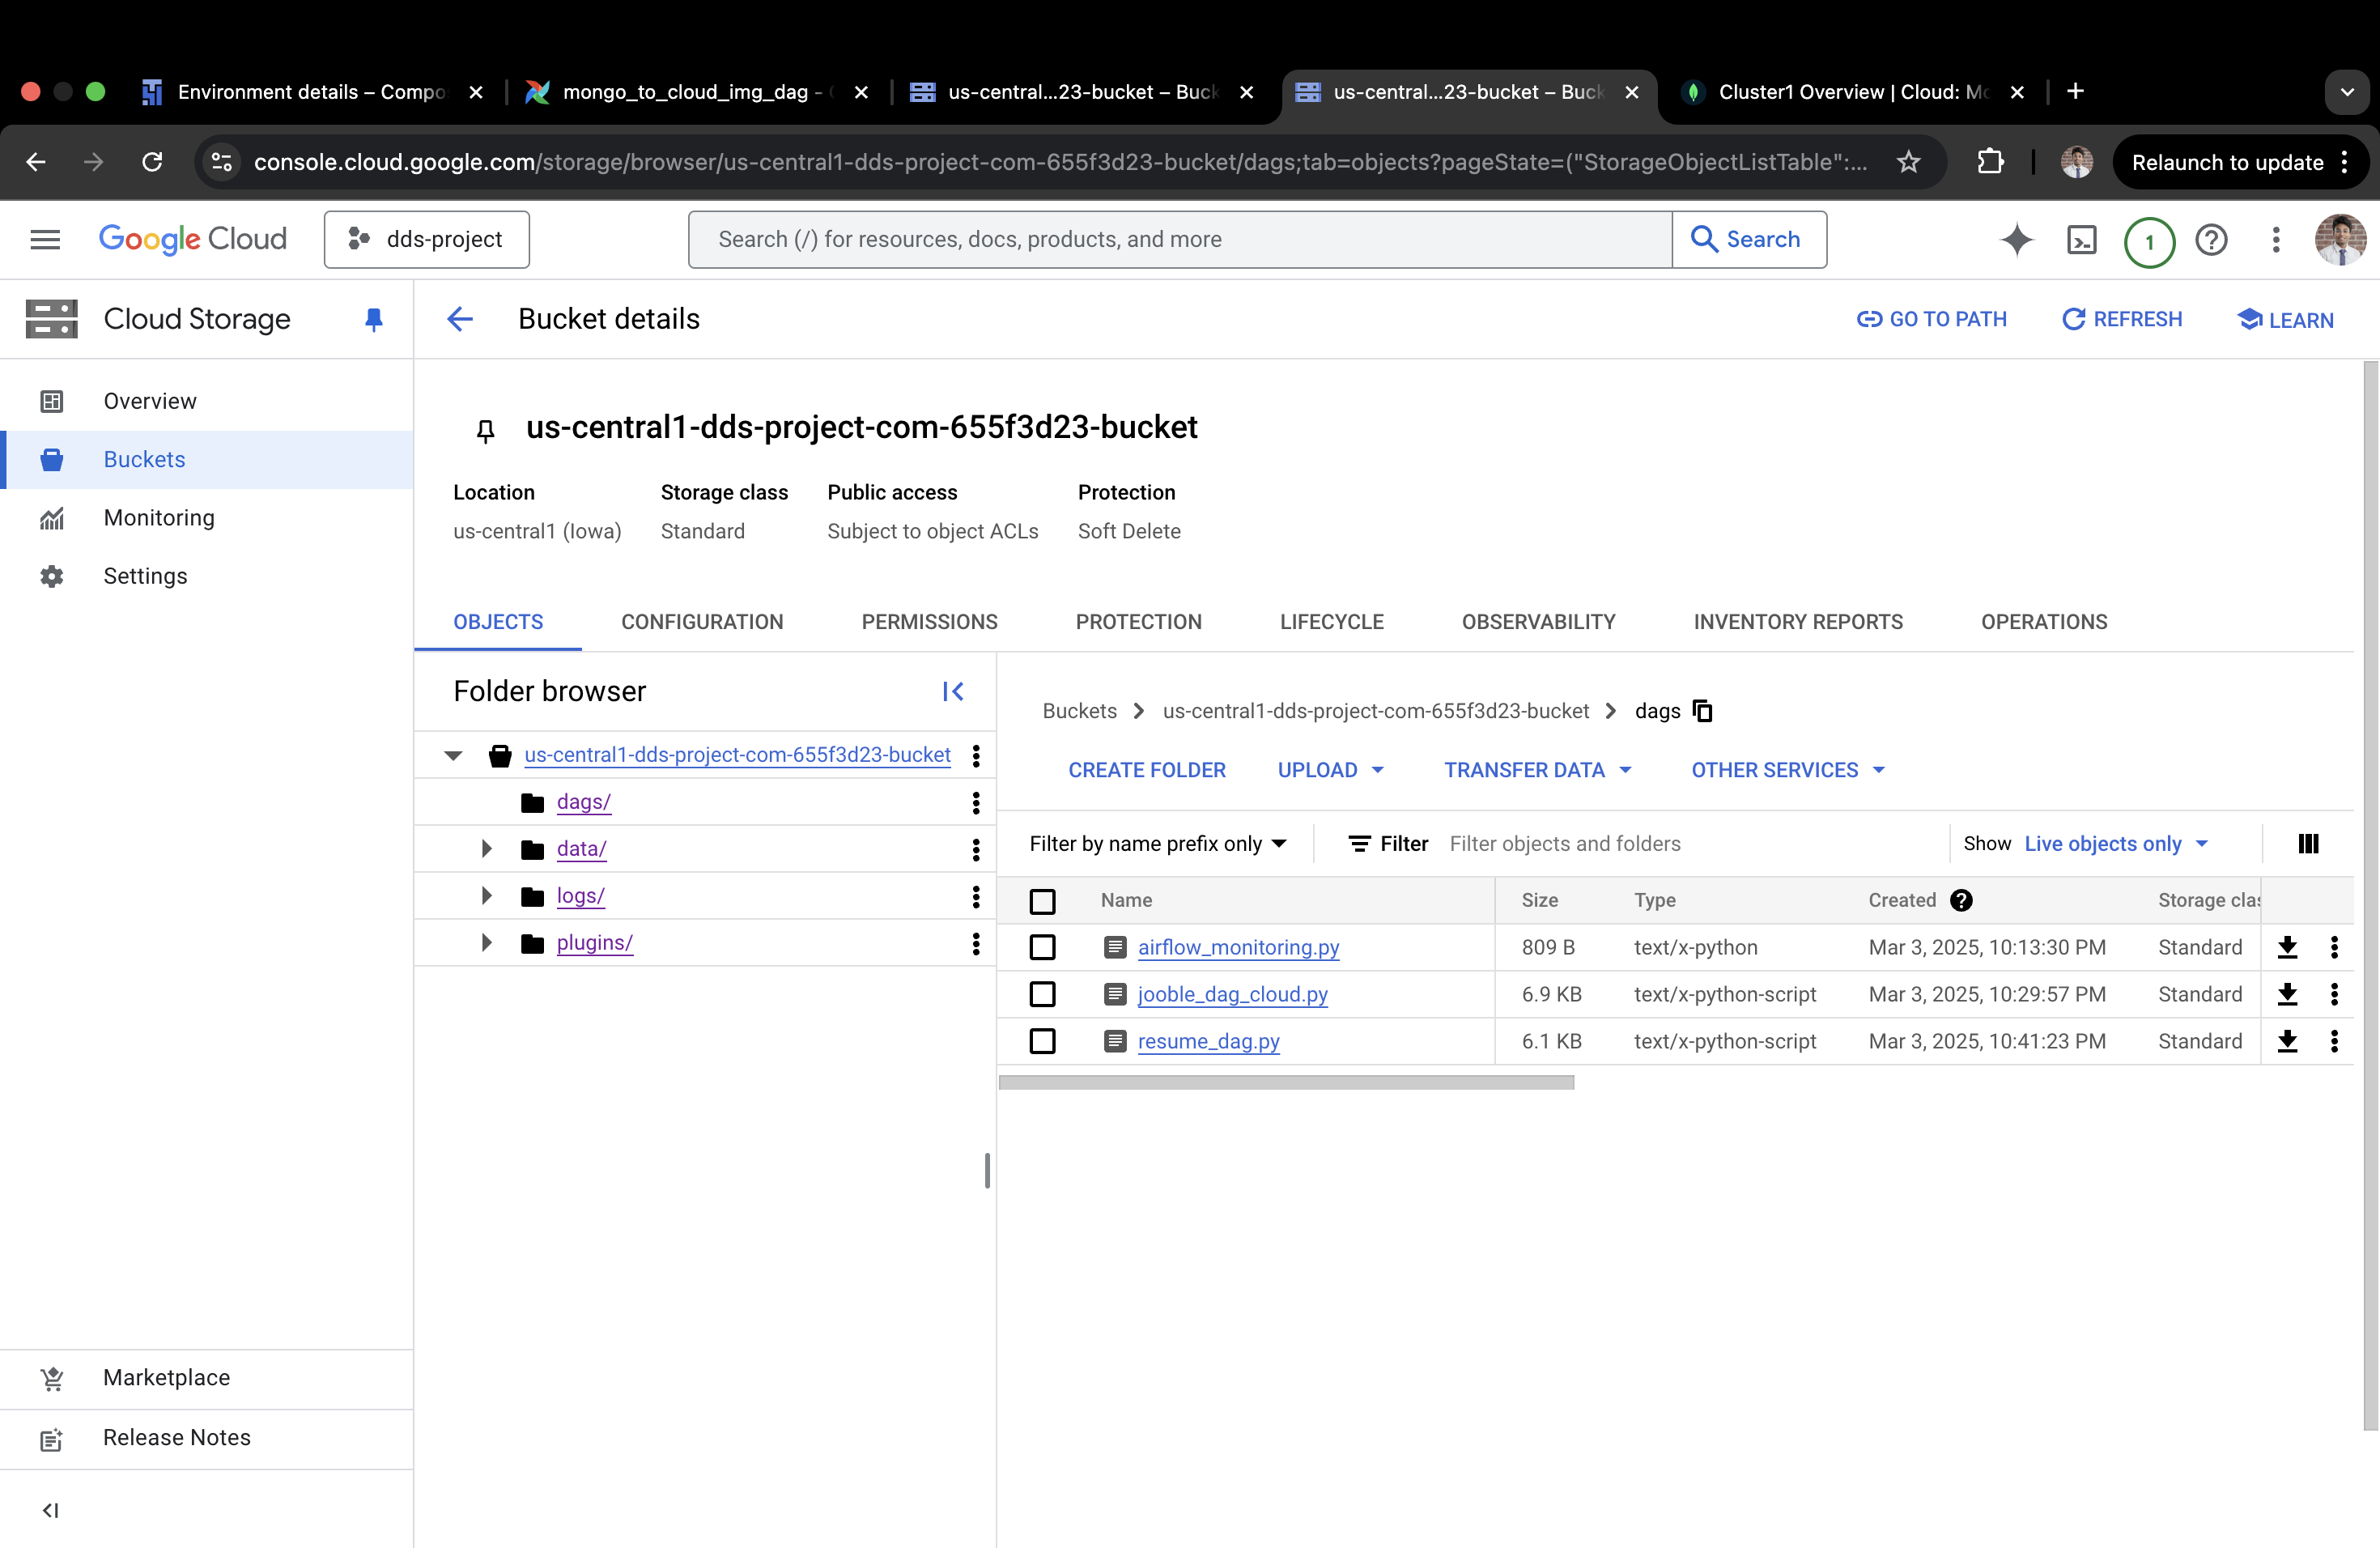 Environment details – Compo
mongo_to_cloud_img_dag -
us-central...23-bucket – Buck
us-central...23-bucket – Buck
Cluster1 Overview | Cloud: Mo
console.cloud.google.com/storage/browser/us-central1-dds-project-com-655f3d23-bucket/dags;tab=objects?pageState=("StorageObjectListTable":...
Relaunch to update
Google Cloud
dds-project
Search (/) for resources, docs, products, and more
Search
1
Cloud Storage
Bucket details
GO TO PATH
REFRESH
LEARN
Overview
Buckets
Monitoring
Settings
us-central1-dds-project-com-655f3d23-bucket
Location Storage class Public access Protection
us-central1 (Iowa) Standard Subject to object ACLs Soft Delete
OBJECTS CONFIGURATION PERMISSIONS PROTECTION LIFECYCLE OBSERVABILITY INVENTORY REPORTS OPERATIONS
Folder browser
us-central1-dds-project-com-655f3d23-bucket
dags/
data/
logs/
plugins/
Buckets > us-central1-dds-project-com-655f3d23-bucket > dags
CREATE FOLDER UPLOAD TRANSFER DATA OTHER SERVICES
Filter by name prefix only Filter Filter objects and folders Show Live objects only
Name Size Type Created Storage clas
airflow_monitoring.py 809 B text/x-python Mar 3, 2025, 10:13:30 PM Standard
jooble_dag_cloud.py 6.9 KB text/x-python-script Mar 3, 2025, 10:29:57 PM Standard
resume_dag.py 6.1 KB text/x-python-script Mar 3, 2025, 10:41:23 PM Standard
Marketplace
Release Notes